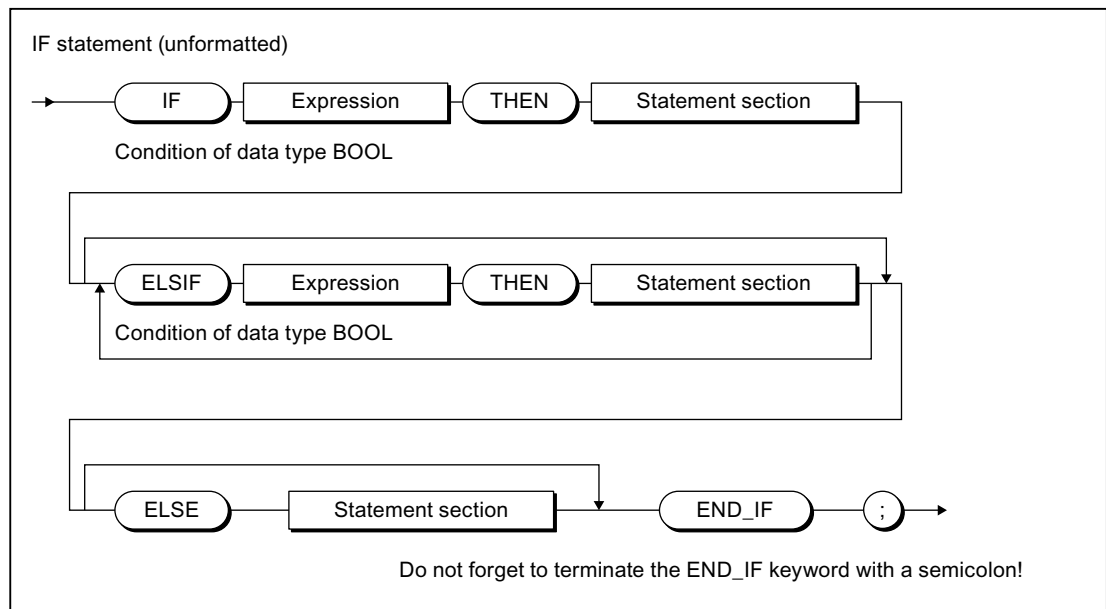 IF statement (unformatted)
IF Expression THEN Statement section
Condition of data type BOOL
ELSIF Expression THEN Statement section
Condition of data type BOOL
ELSE Statement section END_IF ;
Do not forget to terminate the END_IF keyword with a semicolon!